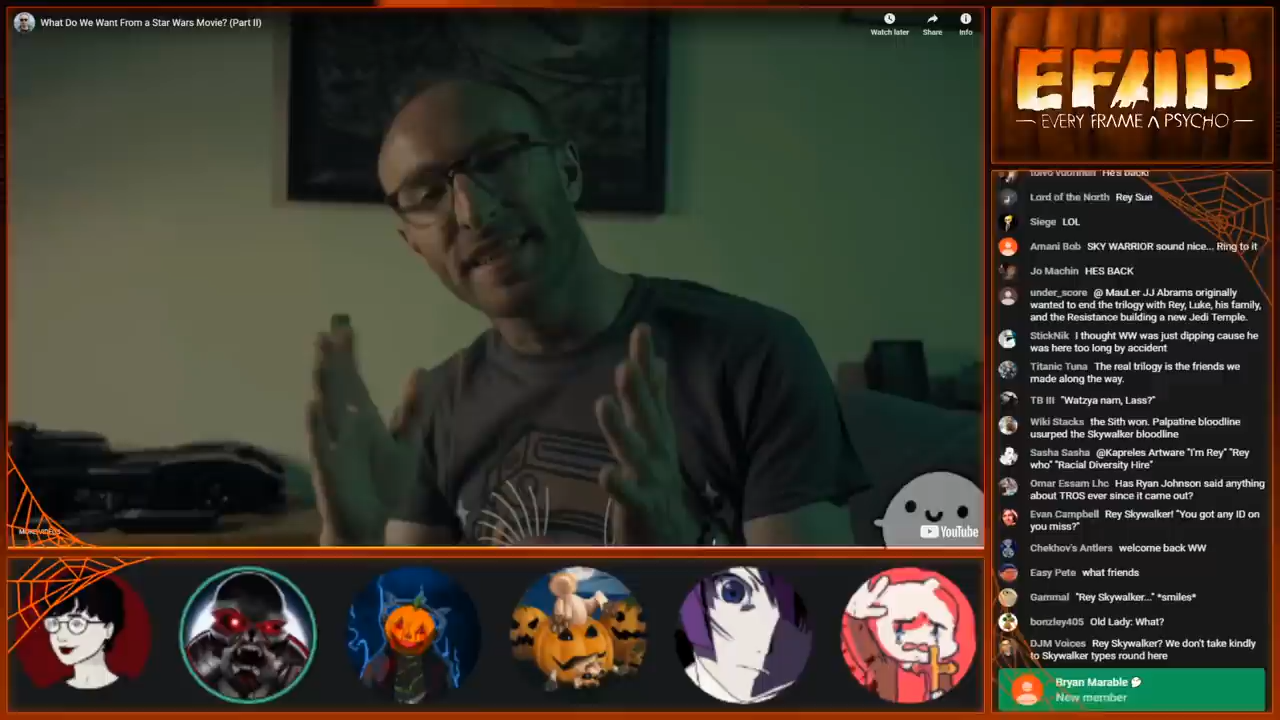 What Do We Want From a Star Wars Movie? (Part II)
Watch later
Share
Info
YouTube
EFAP
EVERY FRAME A PSYCHO
He's back!
Lord of the North Rey Sue
Siege LOL
Amani Bob SKY WARRIOR sound nice... Ring to it
Jo Machin HES BACK
under_score @ MauLer JJ Abrams originally
wanted to end the trilogy with Rey, Luke, his family,
and the Resistance building a new Jedi Temple.
StickNik I thought WW was just dipping cause he
was here too long by accident
Titanic Tuna The real trilogy is the friends we
made along the way.
TB III "Watzya nam, Lass?"
Wiki Stacks the Sith won. Palpatine bloodline
usurped the Skywalker bloodline
Sasha Sasha @Kapreles Artware "I'm Rey" "Rey
who" "Racial Diversity Hire"
Omar Essam Lhc Has Ryan Johnson said anything
about TROS ever since it came out?
Evan Campbell Rey Skywalker! "You got any ID on
you miss?"
Chekhov's Antlers welcome back WW
Easy Pete what friends
Gammal "Rey Skywalker..." *smiles*
bonzley405 Old Lady: What?
DJM Voices Rey Skywalker? We don't take kindly
to Skywalker types round here
Bryan Marable
New member